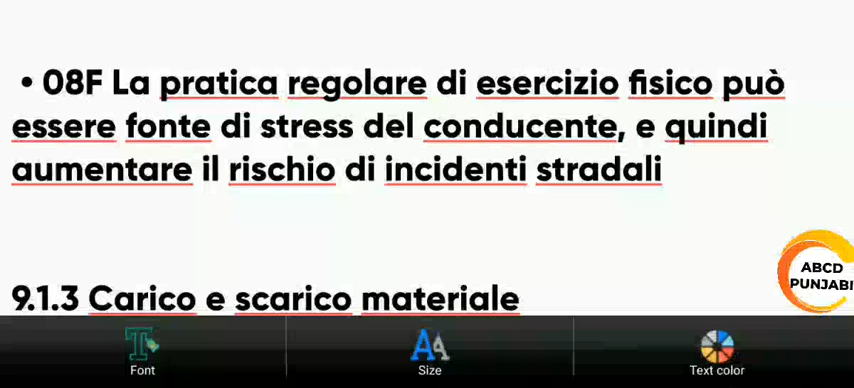 • 08F La pratica regolare di esercizio fisico può
essere fonte di stress del conducente, e quindi
aumentare il rischio di incidenti stradali
ABCD
PUNJABI
9.1.3 Carico e scarico materiale
Font
Size
Text color